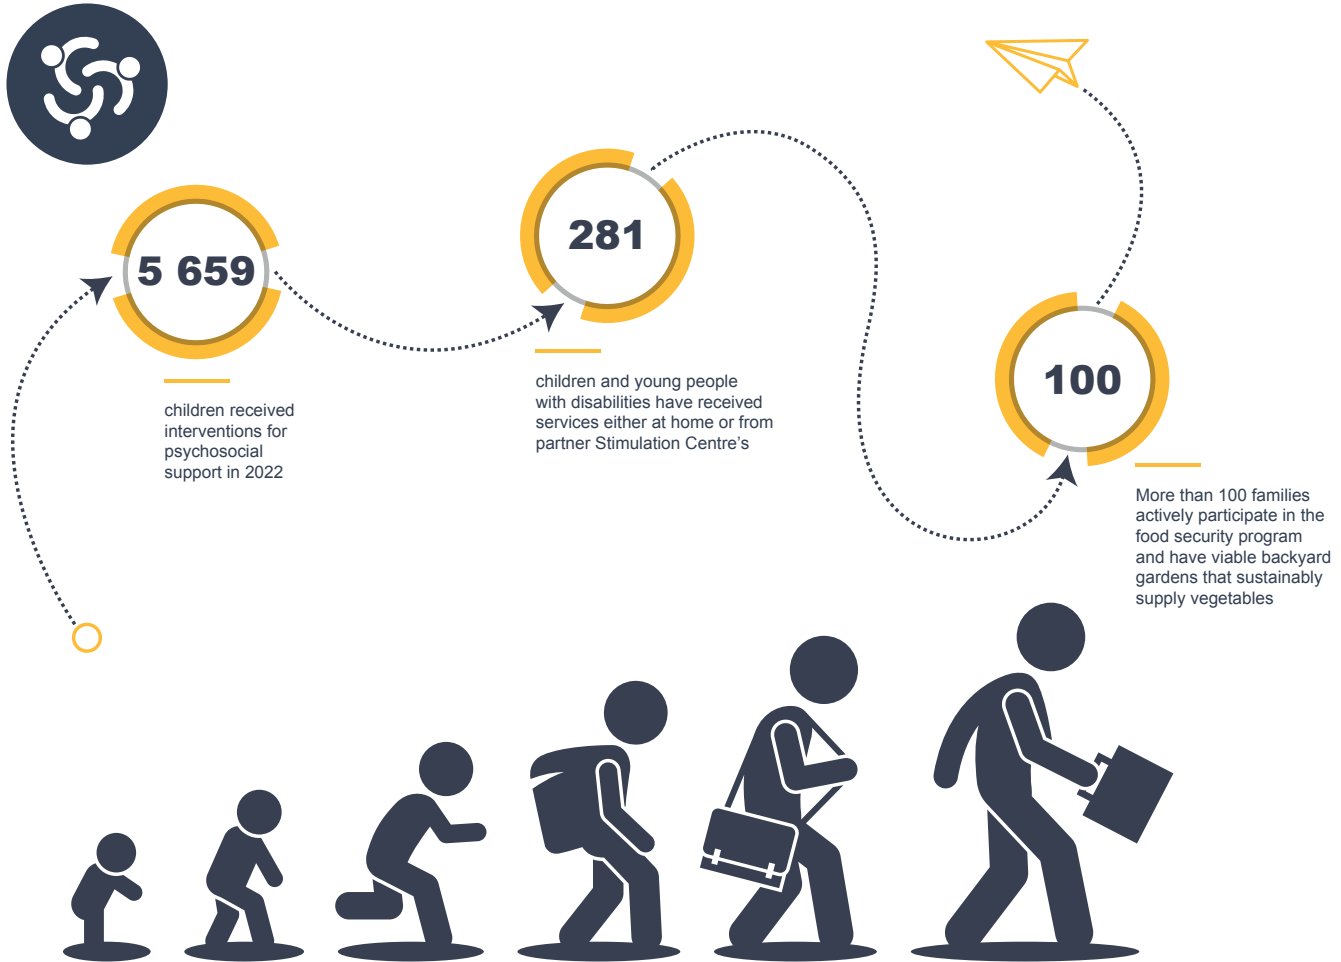 5 659
children received
interventions for
psychosocial
support in 2022
281
children and young people
with disabilities have received
services either at home or from
partner Stimulation Centre’s
100
More than 100 families
actively participate in the
food security program
and have viable backyard
gardens that sustainably
supply vegetables